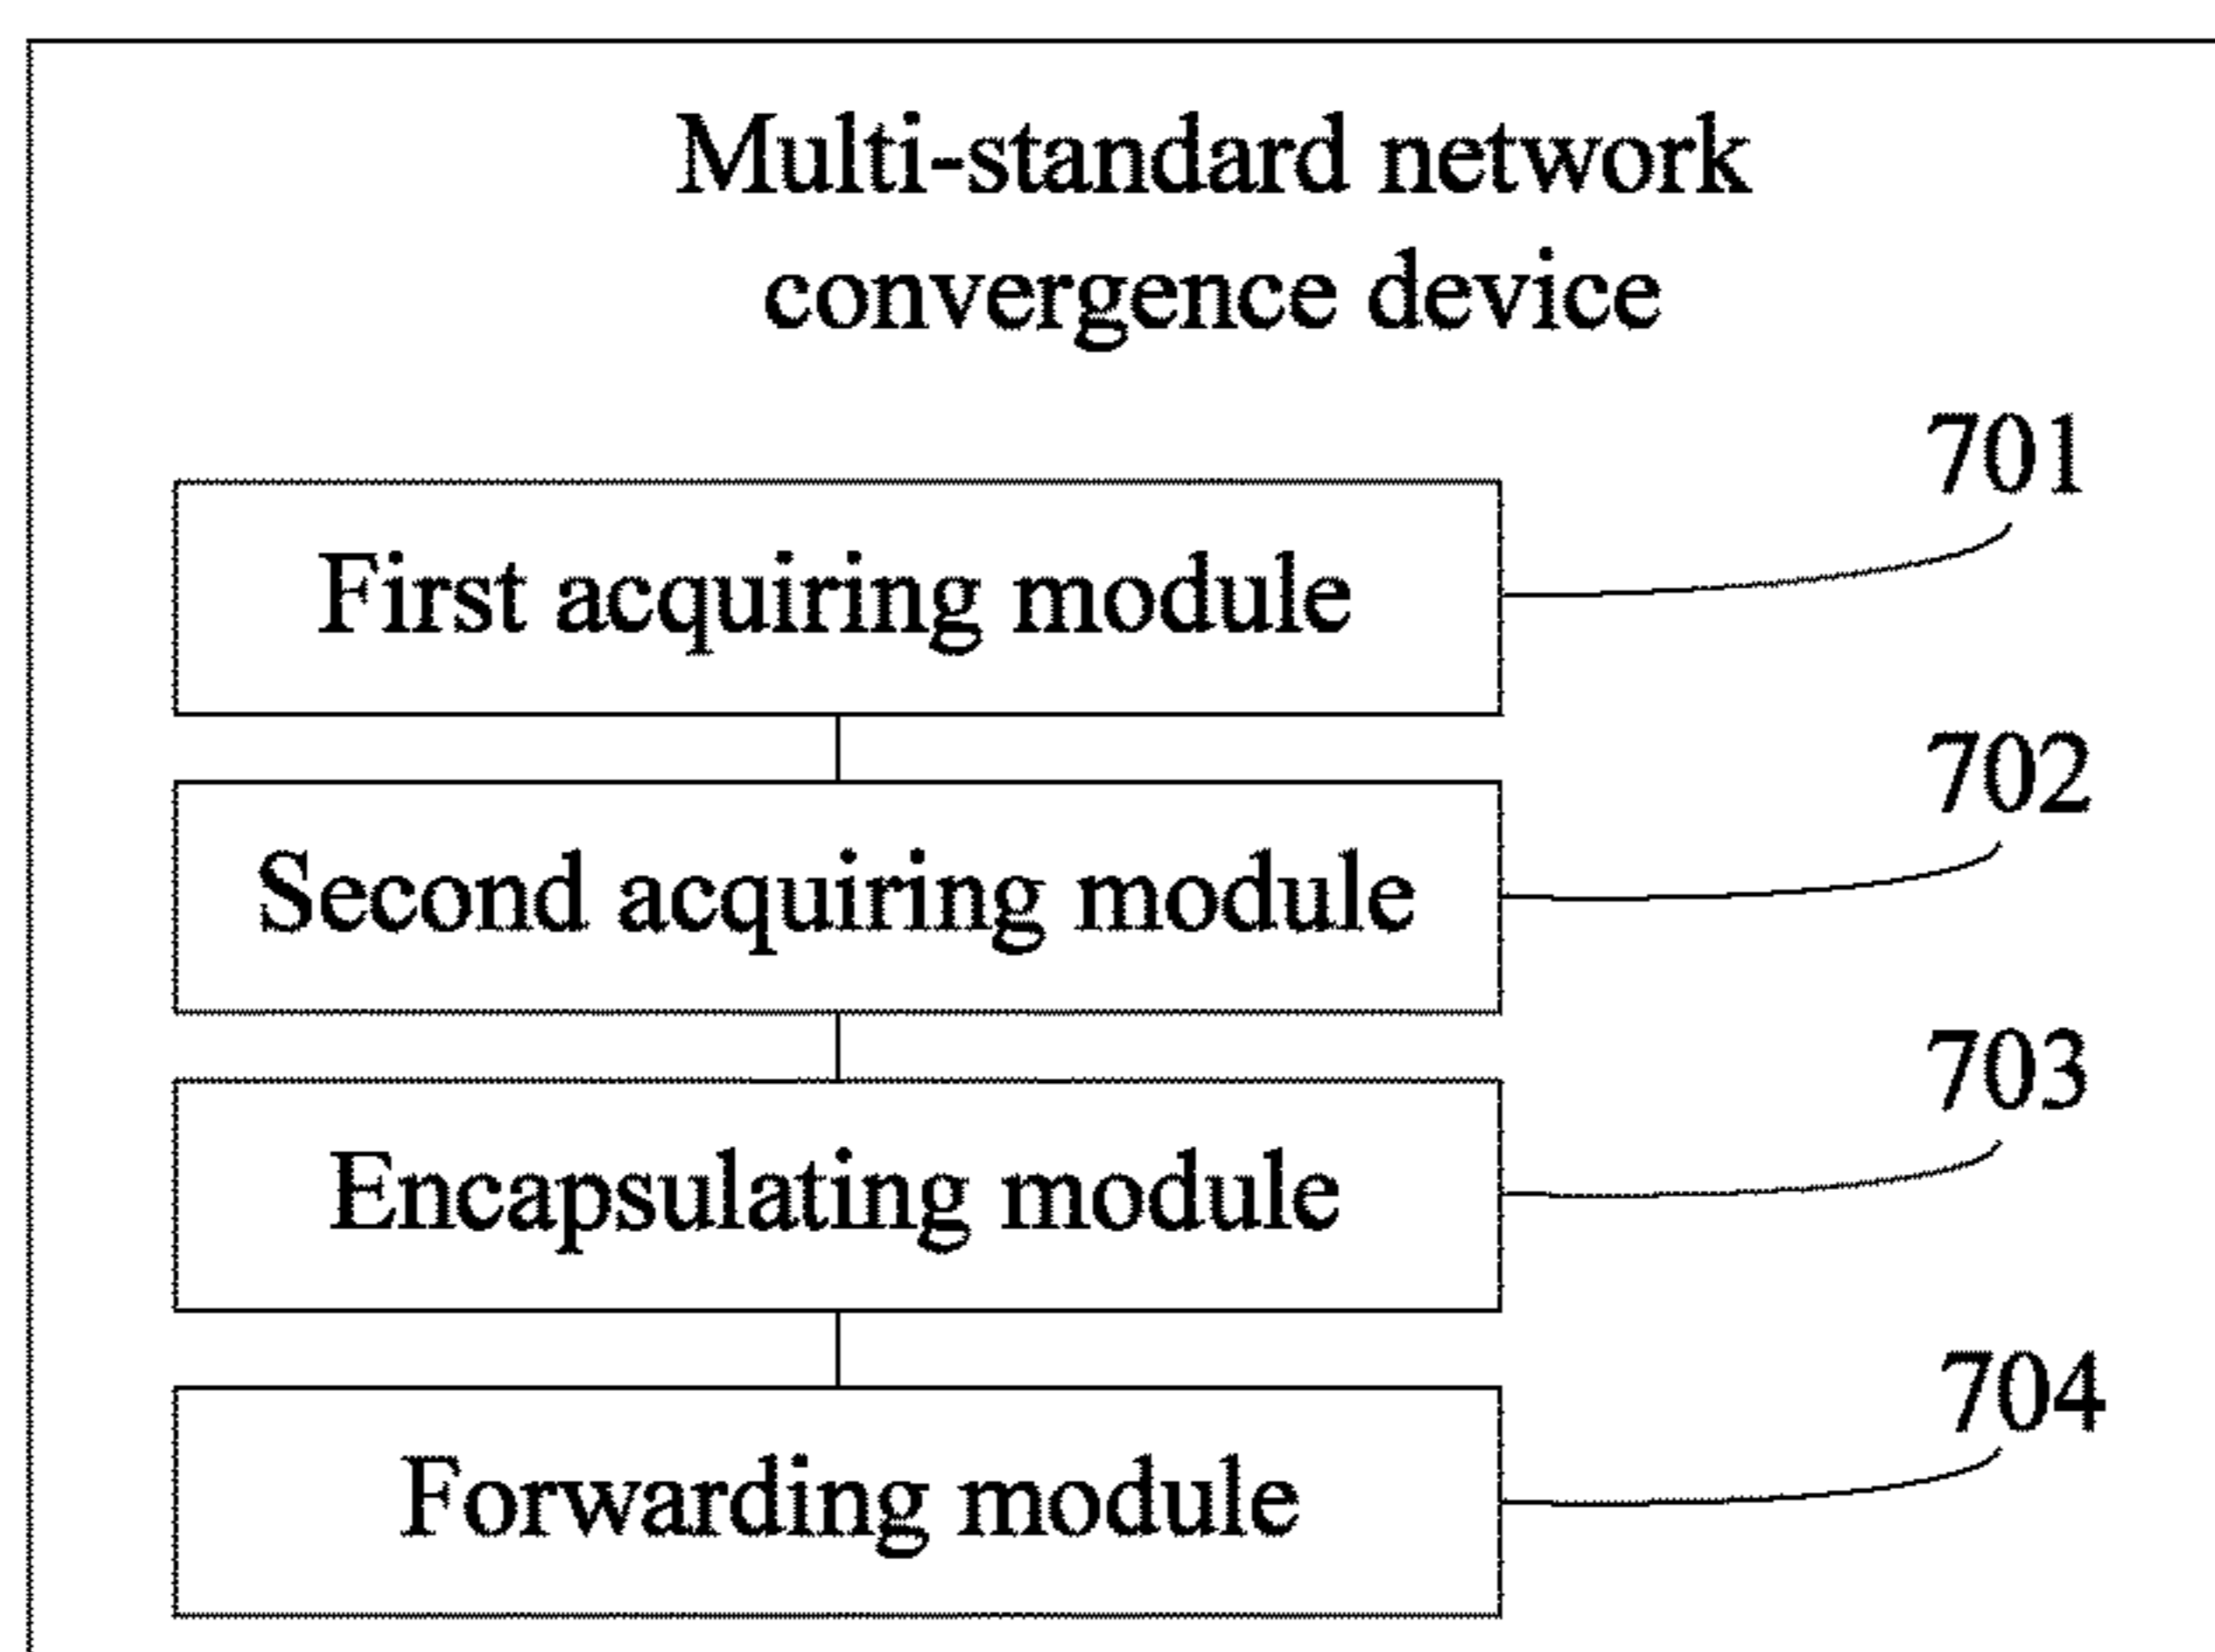 Multi-standard network
convergence device
701
First acquiring module
702
Second acquiring module
703
Encapsulating module
704
Forwarding module